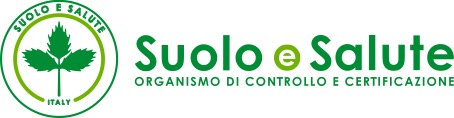 SUOLO E SALUTE
ITALY
Suolo e Salute
ORGANISMO DI CONTROLLO E CERTIFICAZIONE